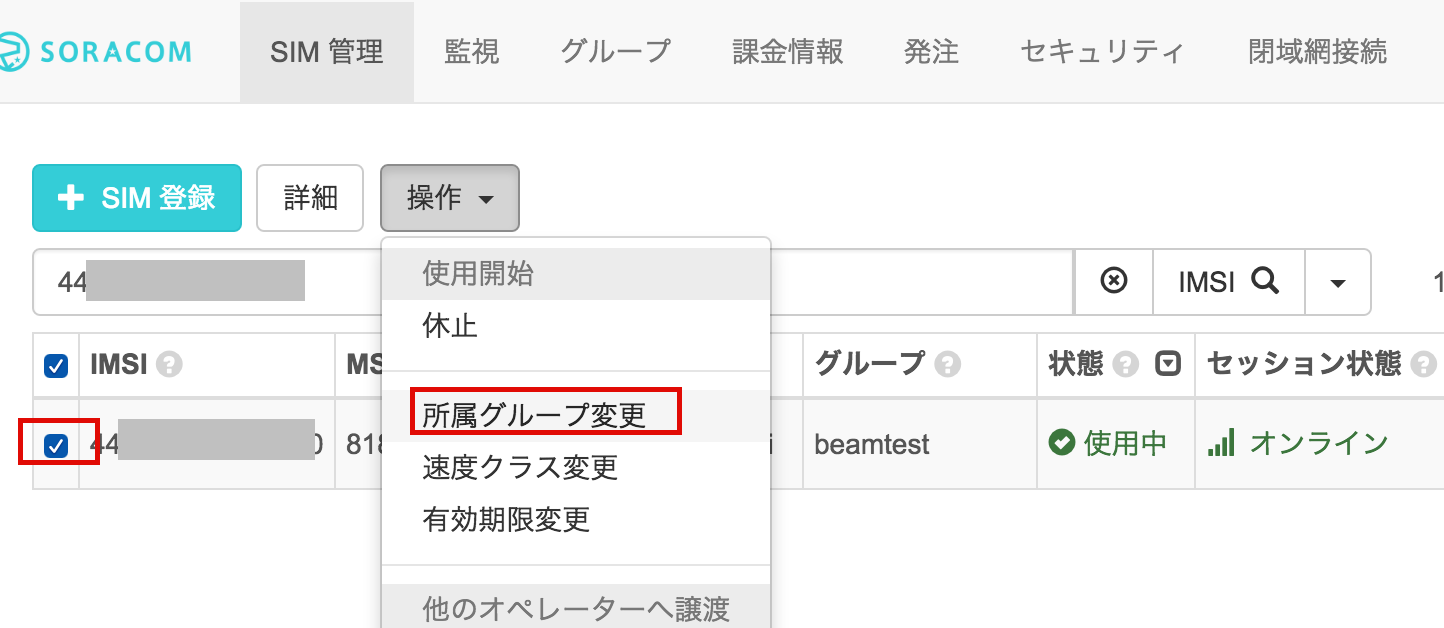 SORACOM SIM 管理 監視 グループ 課金情報 発注 セキュリティ 閉域網接続
SIM 登録 詳細 操作
44 IMSI 1
使用開始
休止
IMSI MS グループ 状態 セッション状態
所属グループ変更
44 0 818 i beamtest 使用中 オンライン
速度クラス変更
有効期限変更
他のオペレーターへ譲渡